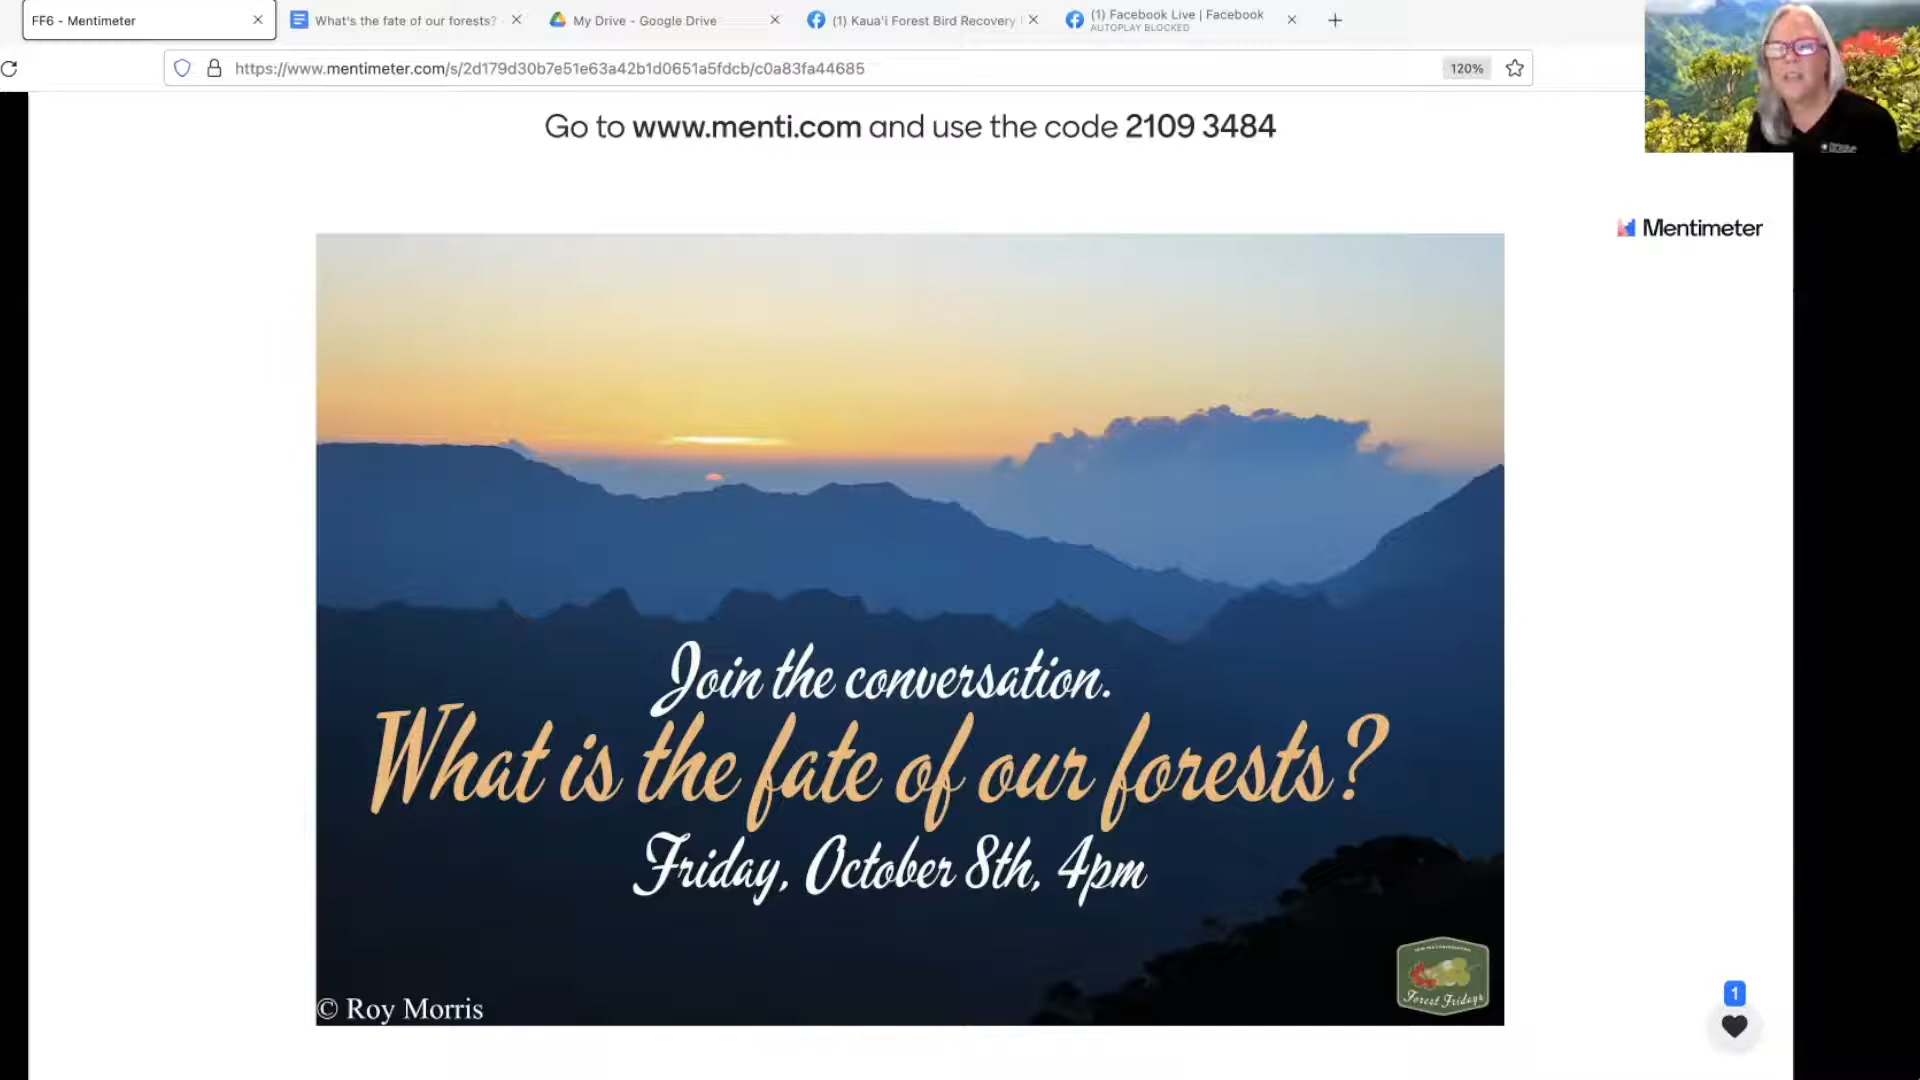 FF6 - Mentimeter
What's the fate of our forests?
My Drive - Google Drive
(1) Kaua'i Forest Bird Recovery
(1) Facebook Live | Facebook
AUTOPLAY BLOCKED
https://www.mentimeter.com/s/2d179d30b7e51e63a42b1d0651a5fdcb/c0a83fa44685
120%
Go to www.menti.com and use the code 2109 3484
Mentimeter
Join the conversation.
What is the fate of our forests?
Friday, October 8th, 4pm
Forest Fridays
© Roy Morris
1